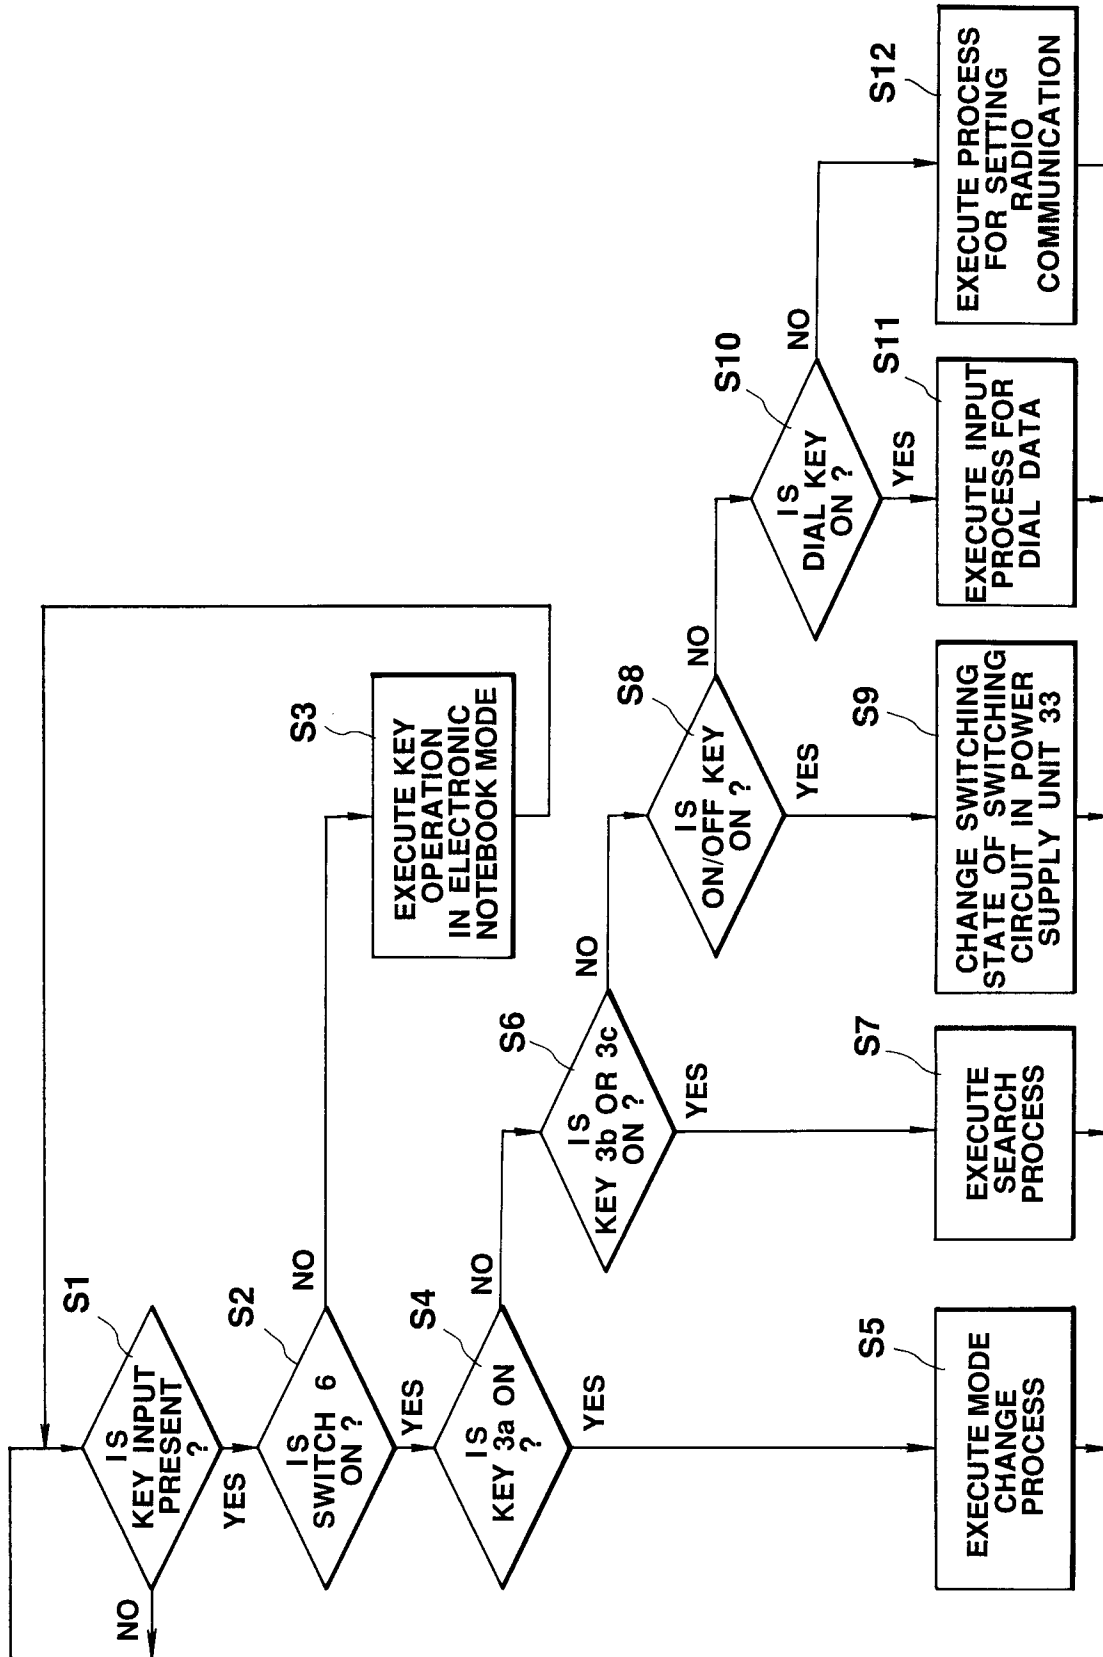 S1
IS
KEY INPUT
PRESENT
?
NO
YES
S2
IS
SWITCH 6
ON ?
NO
YES
S3
EXECUTE KEY
OPERATION
IN ELECTRONIC
NOTEBOOK MODE
S4
IS
KEY 3a ON
?
NO
YES
S5
EXECUTE MODE
CHANGE
PROCESS
S6
IS
KEY 3b OR 3c
ON ?
NO
YES
S7
EXECUTE
SEARCH
PROCESS
S8
IS
ON/OFF KEY
ON ?
NO
YES
S9
CHANGE SWITCHING
STATE OF SWITCHING
CIRCUIT IN POWER
SUPPLY UNIT 33
S10
IS
DIAL KEY
ON ?
NO
YES
S11
EXECUTE INPUT
PROCESS FOR
DIAL DATA
S12
EXECUTE PROCESS
FOR SETTING
RADIO
COMMUNICATION